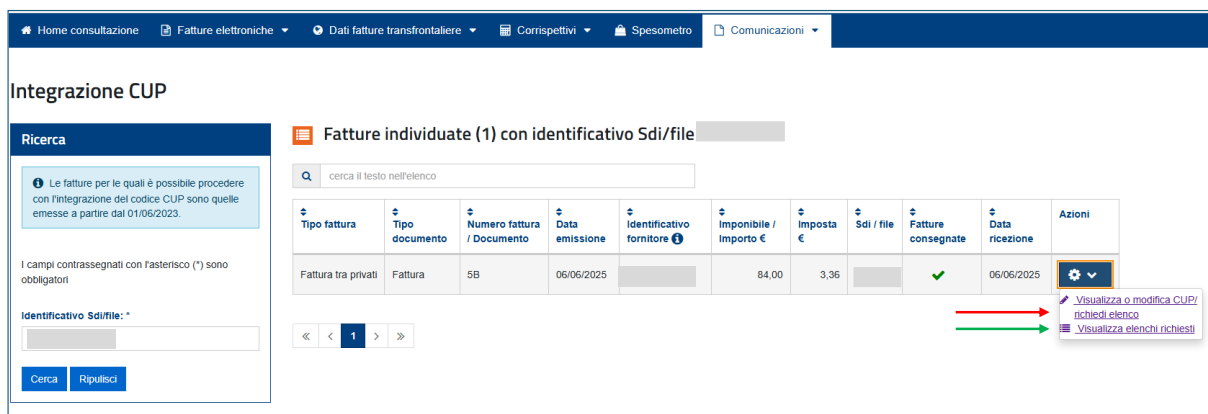 Home consultazione Fatture elettroniche Dati fatture transfrontaliere Corrispettivi Spesometro Comunicazioni
Integrazione CUP
Ricerca
Le fatture per le quali è possibile procedere
con l'integrazione del codice CUP sono quelle
emesse a partire dal 01/06/2023.
I campi contrassegnati con l'asterisco (*) sono
obbligatori
Identificativo Sdi/file: *
Cerca Ripulisci
Fatture individuate (1) con identificativo Sdi/file
cerca il testo nell'elenco
Tipo fattura
Tipo
documento
Numero fattura
/ Documento
Data
emissione
Identificativo
fornitore
Imponibile /
Importo €
Imposta
€
Sdi / file
Fatture
consegnate
Data
ricezione
Azioni
Fattura tra privati Fattura 5B 06/06/2025 84,00 3,36 06/06/2025
Visualizza o modifica CUP/
richiedi elenco
Visualizza elenchi richiesti
« < 1 > »